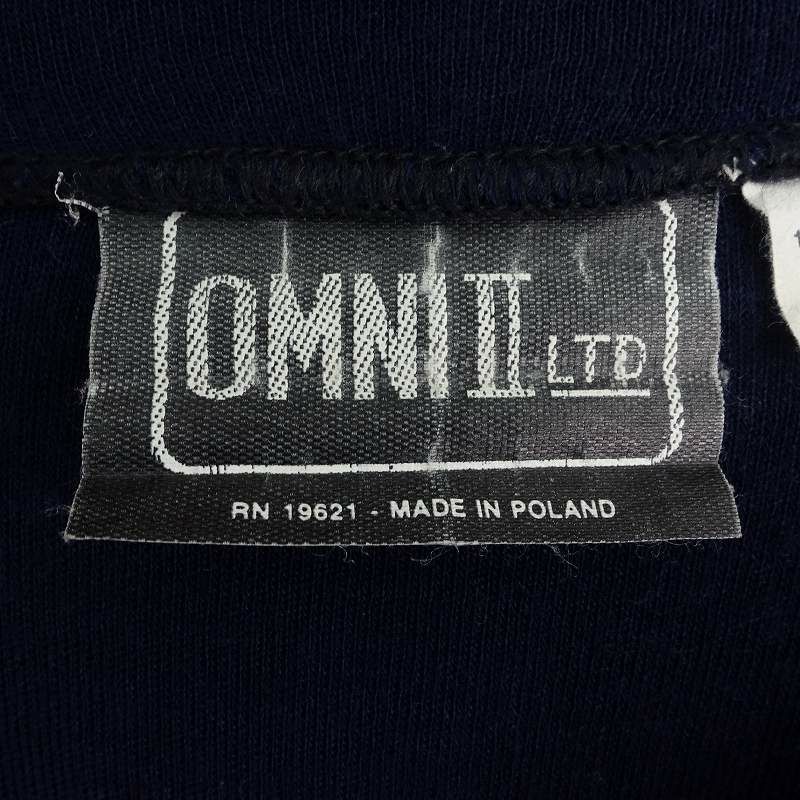 OMNI II LTD
RN 19621 - MADE IN POLAND